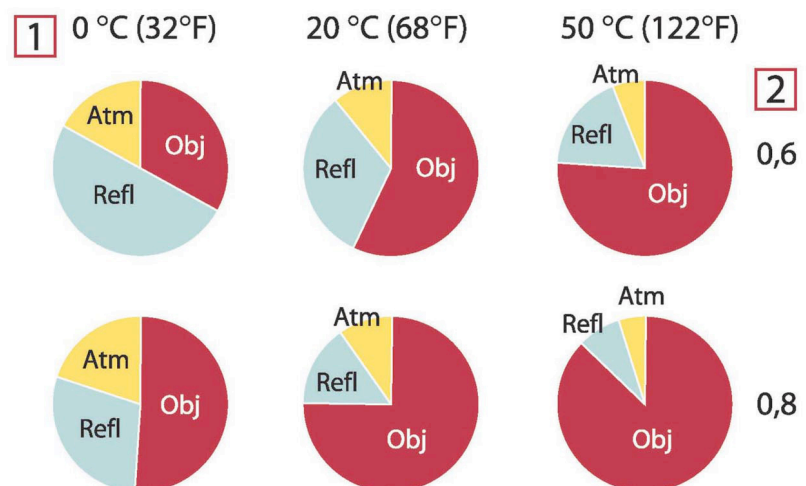 1 0 °C (32°F) 20 °C (68°F) 50 °C (122°F)
2
Atm Obj Refl
Atm Refl Obj
Atm Refl Obj
0,6
Atm Obj Refl
Atm Refl Obj
Atm Refl Obj
0,8